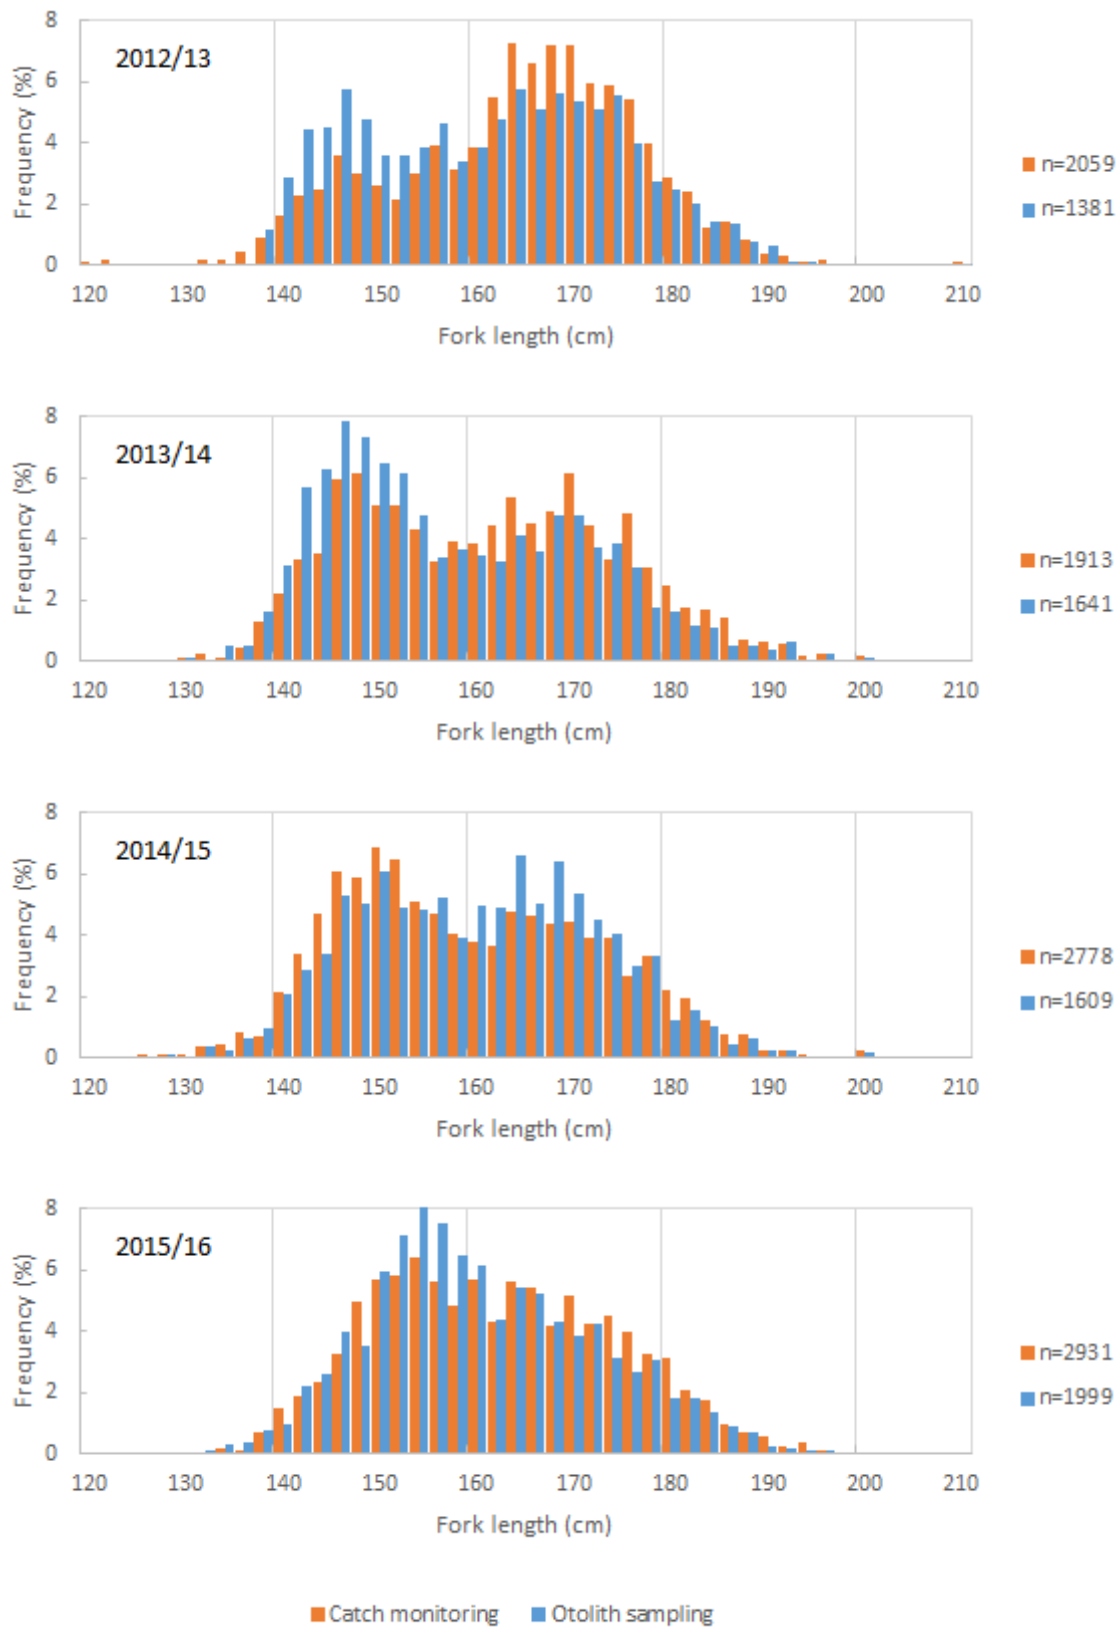 2012/13
Frequency (%)
8
6
4
2
0
120 130 140 150 160 170 180 190 200 210
Fork length (cm)
n=2059
n=1381
2013/14
Frequency (%)
8
6
4
2
0
120 130 140 150 160 170 180 190 200 210
Fork length (cm)
n=1913
n=1641
2014/15
Frequency (%)
8
6
4
2
0
120 130 140 150 160 170 180 190 200 210
Fork length (cm)
n=2778
n=1609
2015/16
Frequency (%)
8
6
4
2
0
120 130 140 150 160 170 180 190 200 210
Fork length (cm)
n=2931
n=1999
Catch monitoring Otolith sampling